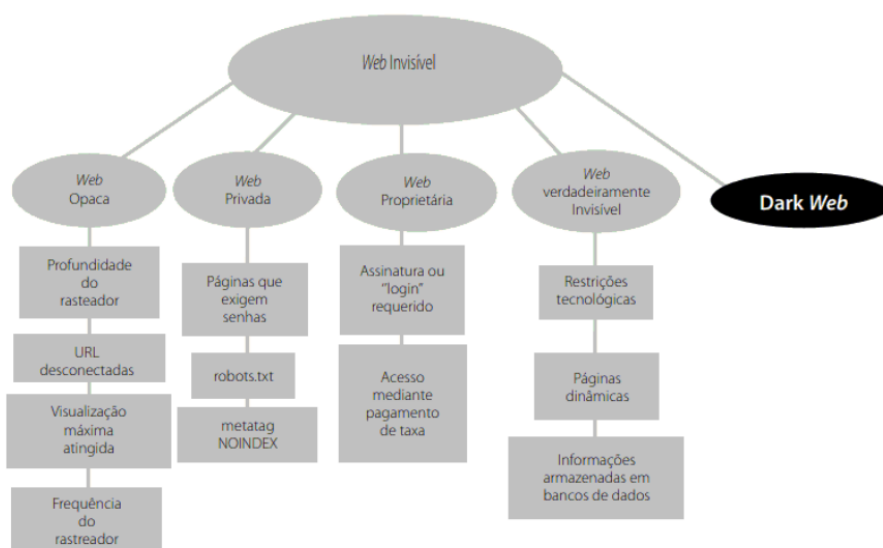 Web Invisível
Web
Opaca
Profundidade
do
rasteador
URL
desconectadas
Visualização
máxima
atingida
Frequência
do
rastreador
Web
Privada
Páginas que
exigem
senhas
robots.txt
metatag
NOINDEX
Web
Proprietária
Assinatura ou
“login”
requerido
Acesso
mediante
pagamento
de taxa
Web
verdadeiramente
Invisível
Restrições
tecnológicas
Páginas
dinâmicas
Informações
armazenadas em
bancos de dados
Dark Web